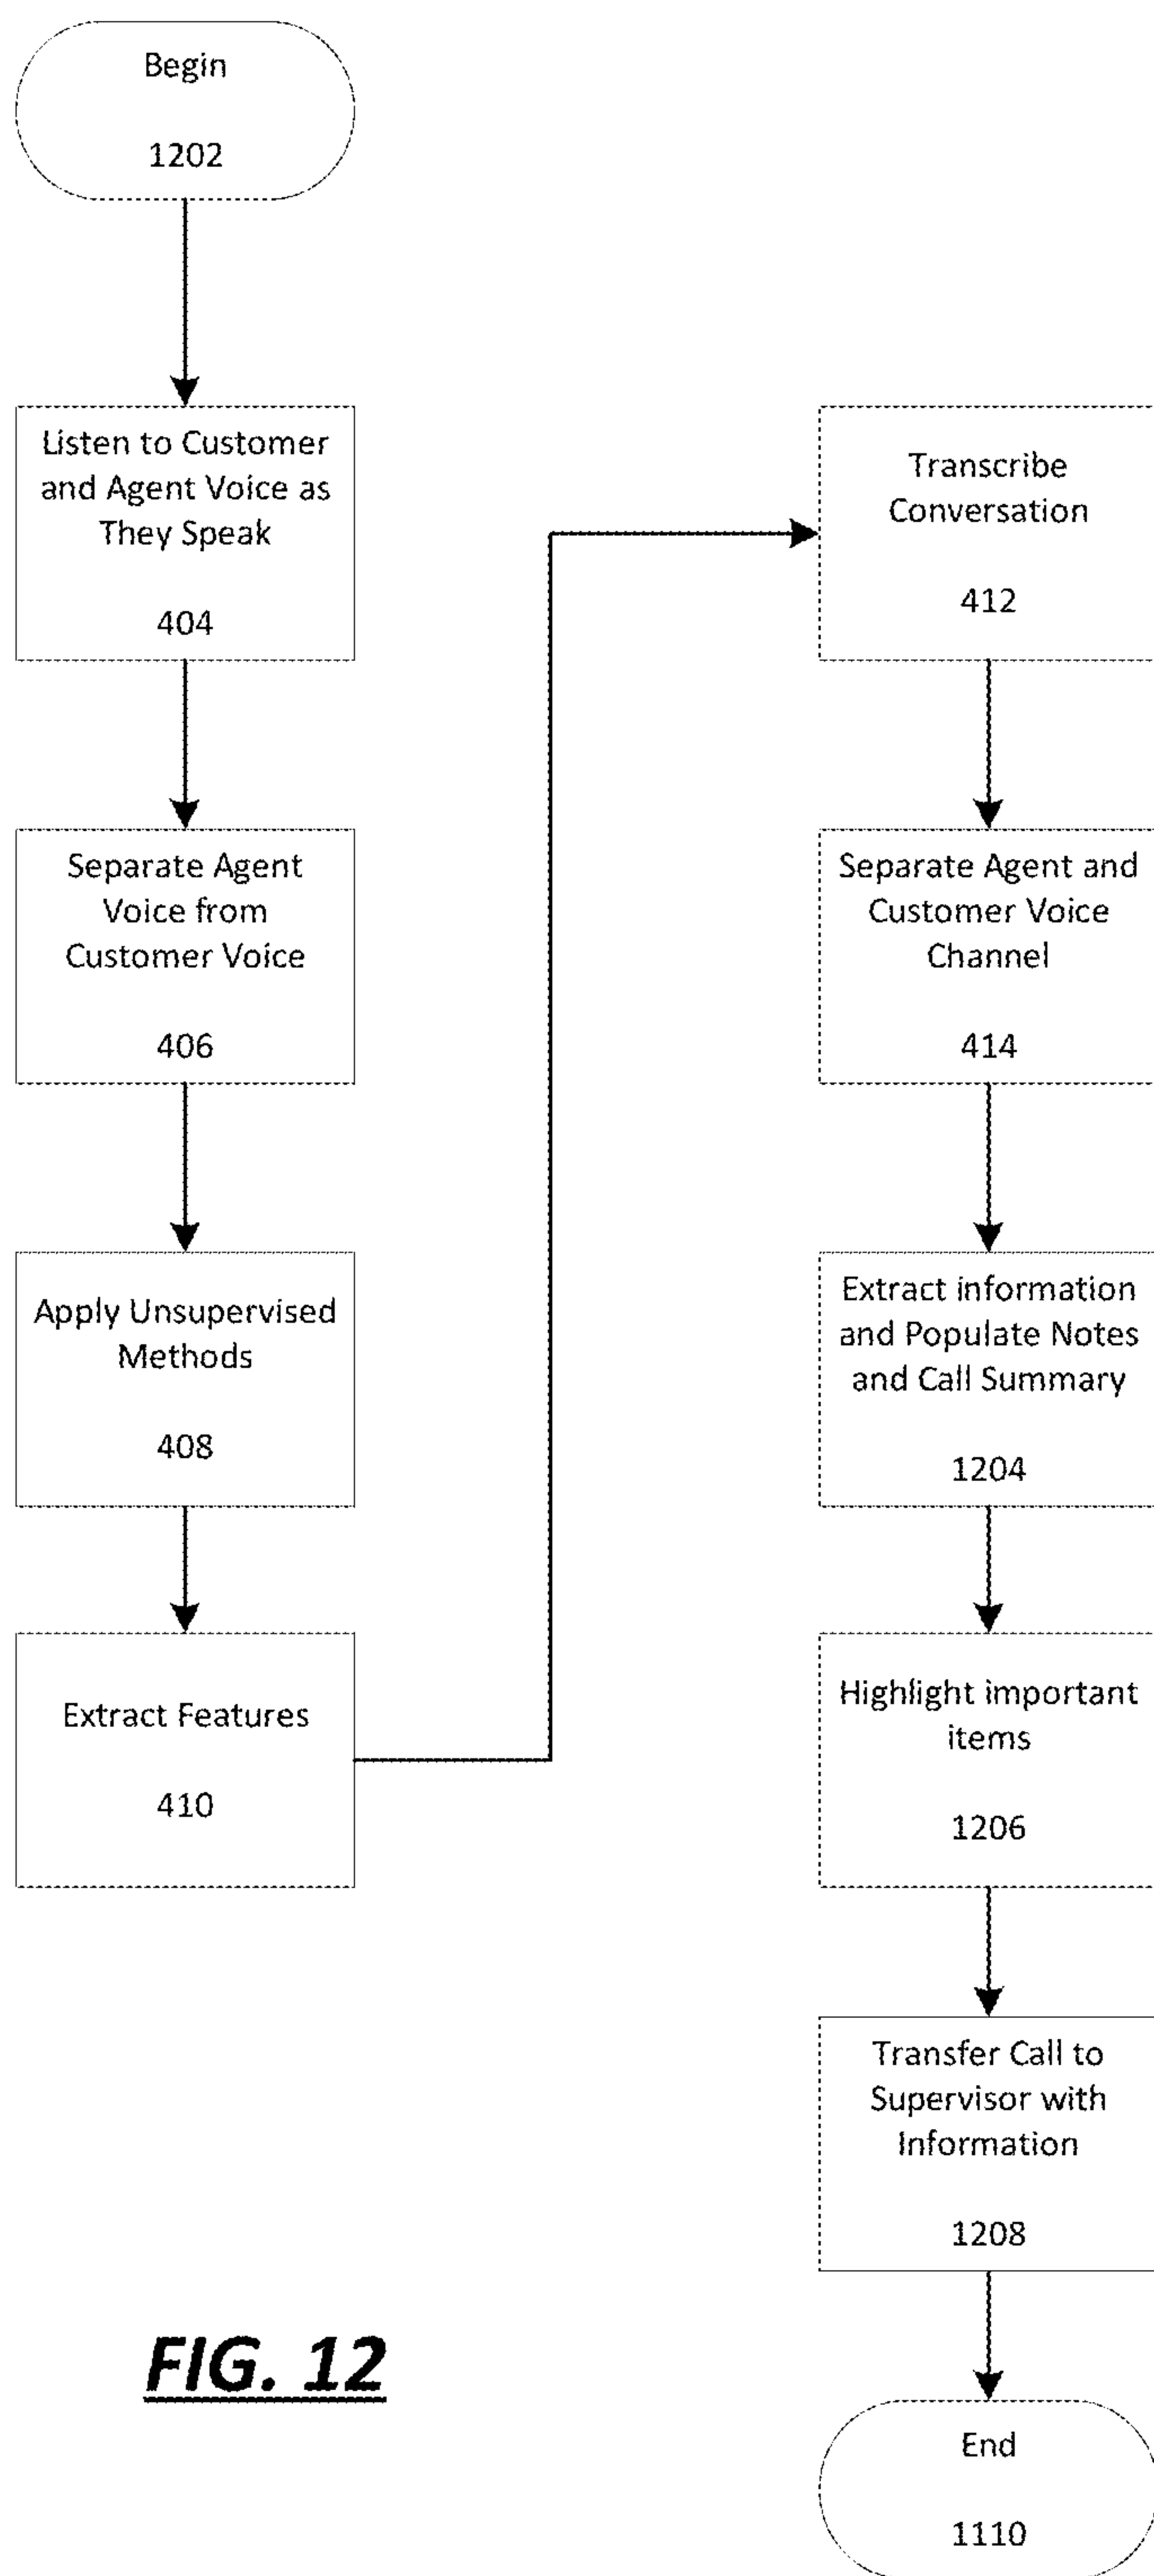 Begin
1202
Listen to Customer
and Agent Voice as
They Speak
404
Separate Agent
Voice from
Customer Voice
406
Apply Unsupervised
Methods
408
Extract Features
410
Transcribe
Conversation
412
Separate Agent and
Customer Voice
Channel
414
Extract information
and Populate Notes
and Call Summary
1204
Highlight important
items
1206
Transfer Call to
Supervisor with
Information
1208
End
1110
FIG. 12